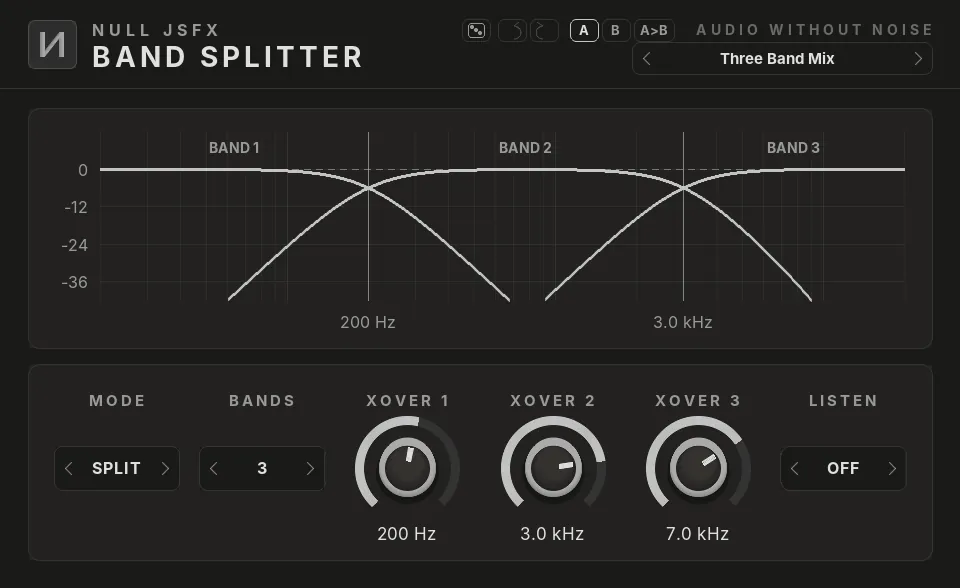 NULL JSFX
BAND SPLITTER
A B A>B
AUDIO WITHOUT NOISE
Three Band Mix
BAND 1 BAND 2 BAND 3
0
-12
-24
-36
200 Hz 3.0 kHz
MODE BANDS XOVER 1 XOVER 2 XOVER 3 LISTEN
SPLIT 3 OFF
200 Hz 3.0 kHz 7.0 kHz